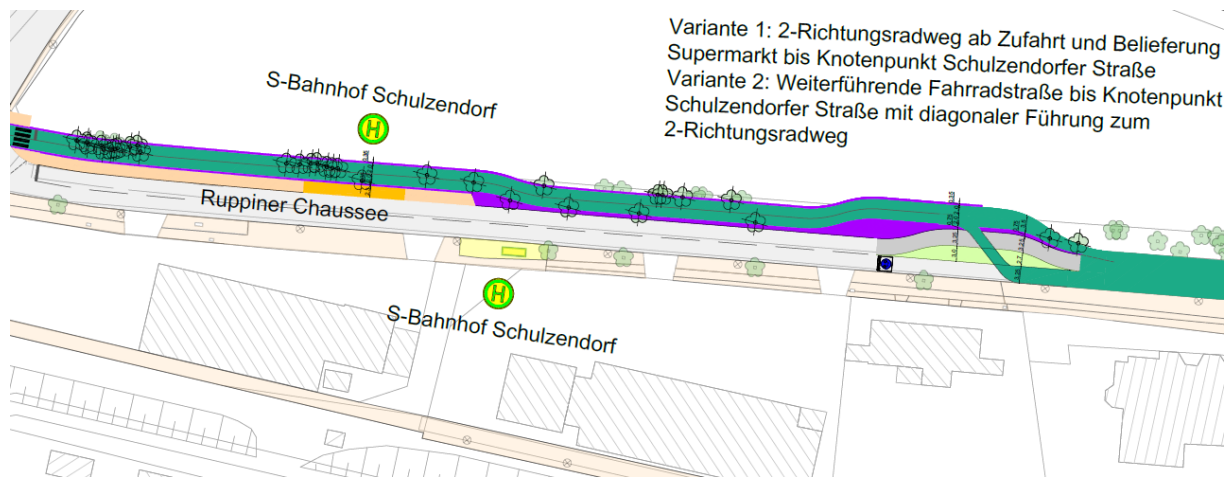 Variante 1: 2-Richtungsradweg ab Zufahrt und Belieferung
Supermarkt bis Knotenpunkt Schulzendorfer Straße
Variante 2: Weiterführende Fahrradstraße bis Knotenpunkt
Schulzendorfer Straße mit diagonaler Führung zum
2-Richtungsradweg
S-Bahnhof Schulzendorf
H
Ruppiner Chaussee
H
S-Bahnhof Schulzendorf